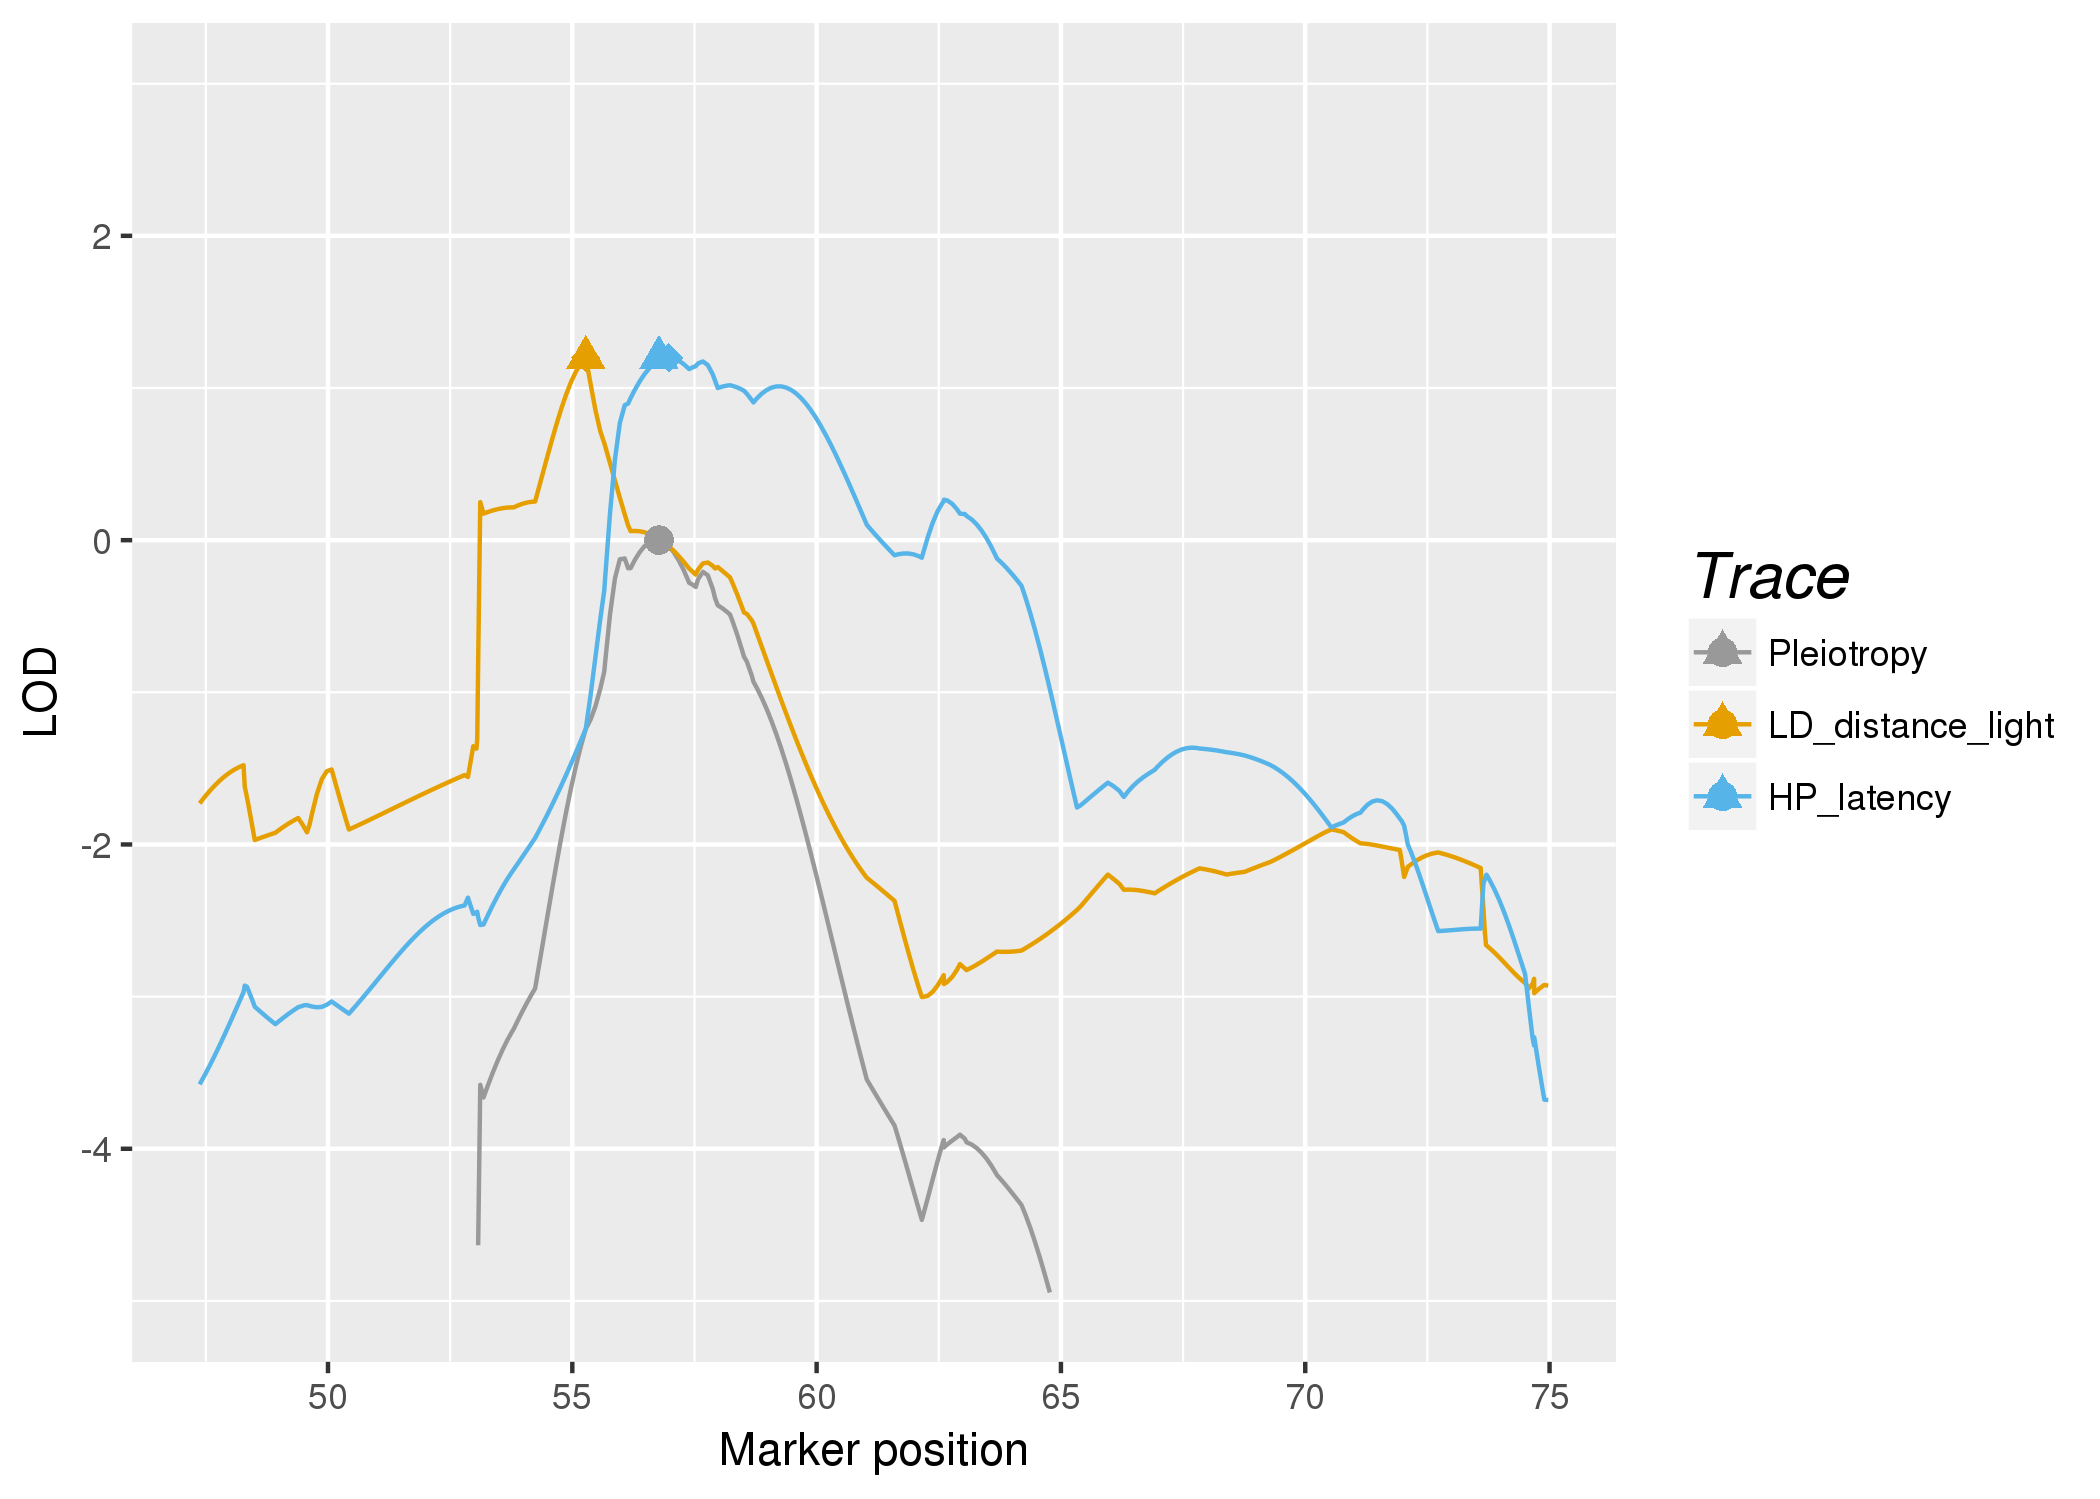 2
0
-2
-4
LOD
50
55
60
65
70
75
Marker position
Trace
Pleiotropy
LD_distance_light
HP_latency